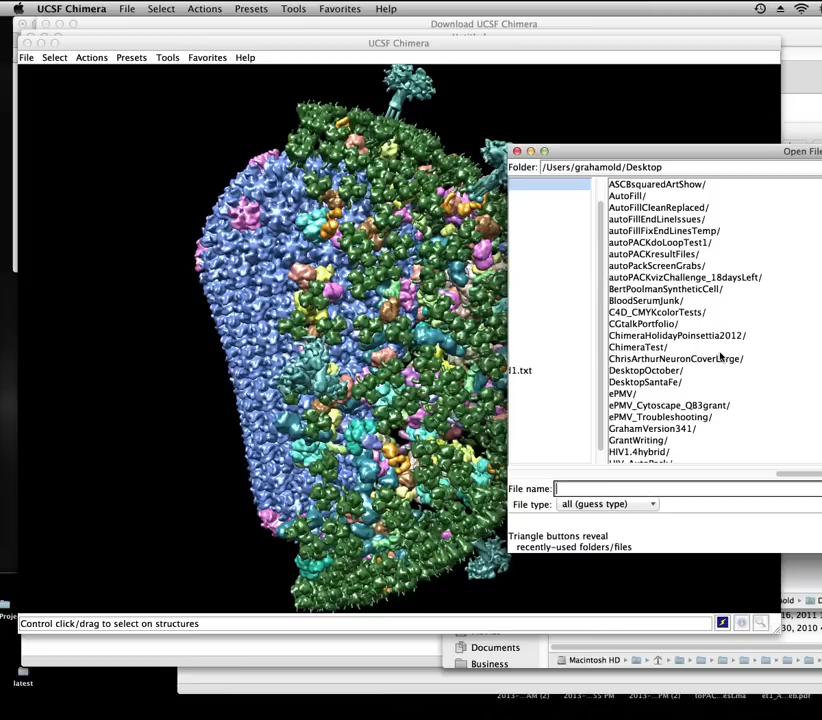 UCSF Chimera File Select Actions Presets Tools Favorites Help
Download UCSF Chimera
UCSF Chimera
File Select Actions Presets Tools Favorites Help
Open File
Folder: /Users/grahamold/Desktop
ASCBsquaredArtShow/
AutoFill/
AutoFillCleanReplaced/
autoFillEndLineIssues/
autoFillFixEndLinesTemp/
autoPACKdoLoopTest1/
autoPACKresultFiles/
autoPackScreenGrabs/
autoPACKvizChallenge_18daysLeft/
BertPoolmanSyntheticCell/
BloodSerumJunk/
C4D_CMYKcolorTests/
CGtalkPortfolio/
ChimeraHolidayPoinsettia2012/
ChimeraTest/
ChrisArthurNeuronCoverLarge/
d1.txt DesktopOctober/
DesktopSantaFe/
ePMV/
ePMV_Cytoscape_QB3grant/
ePMV_Troubleshooting/
GrahamVersion341/
GrantWriting/
HIV1.4hybrid/
File name:
File type: all (guess type)
Triangle buttons reveal
recently-used folders/files
Control click/drag to select on structures
Documents
Macintosh HD
Business
latest